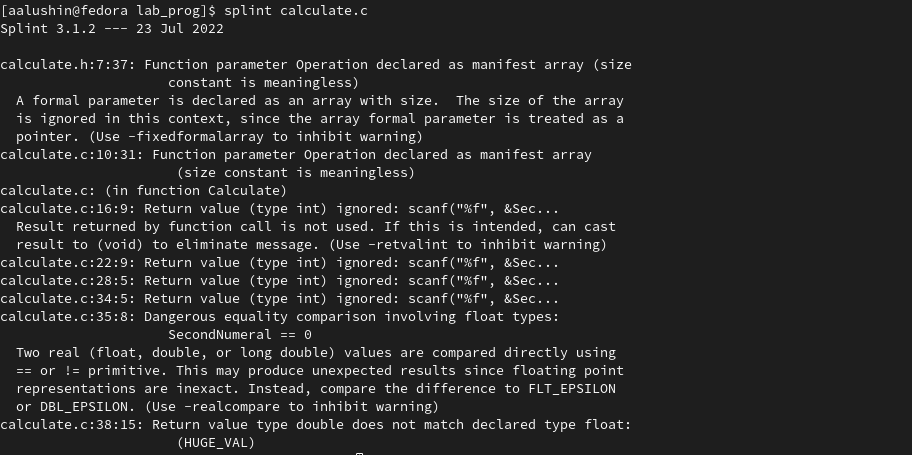 [aalushin@fedora lab_prog]$ splint calculate.c
Splint 3.1.2 --- 23 Jul 2022
calculate.h:7:37: Function parameter Operation declared as manifest array (size
constant is meaningless)
A formal parameter is declared as an array with size.  The size of the array
is ignored in this context, since the array formal parameter is treated as a
pointer. (Use -fixedformalarray to inhibit warning)
calculate.c:10:31: Function parameter Operation declared as manifest array
(size constant is meaningless)
calculate.c: (in function Calculate)
calculate.c:16:9: Return value (type int) ignored: scanf("%f", &Sec...
Result returned by function call is not used. If this is intended, can cast
result to (void) to eliminate message. (Use -retvalint to inhibit warning)
calculate.c:22:9: Return value (type int) ignored: scanf("%f", &Sec...
calculate.c:28:5: Return value (type int) ignored: scanf("%f", &Sec...
calculate.c:34:5: Return value (type int) ignored: scanf("%f", &Sec...
calculate.c:35:8: Dangerous equality comparison involving float types:
SecondNumeral == 0
Two real (float, double, or long double) values are compared directly using
== or != primitive. This may produce unexpected results since floating point
representations are inexact. Instead, compare the difference to FLT_EPSILON
or DBL_EPSILON. (Use -realcompare to inhibit warning)
calculate.c:38:15: Return value type double does not match declared type float:
(HUGE_VAL)